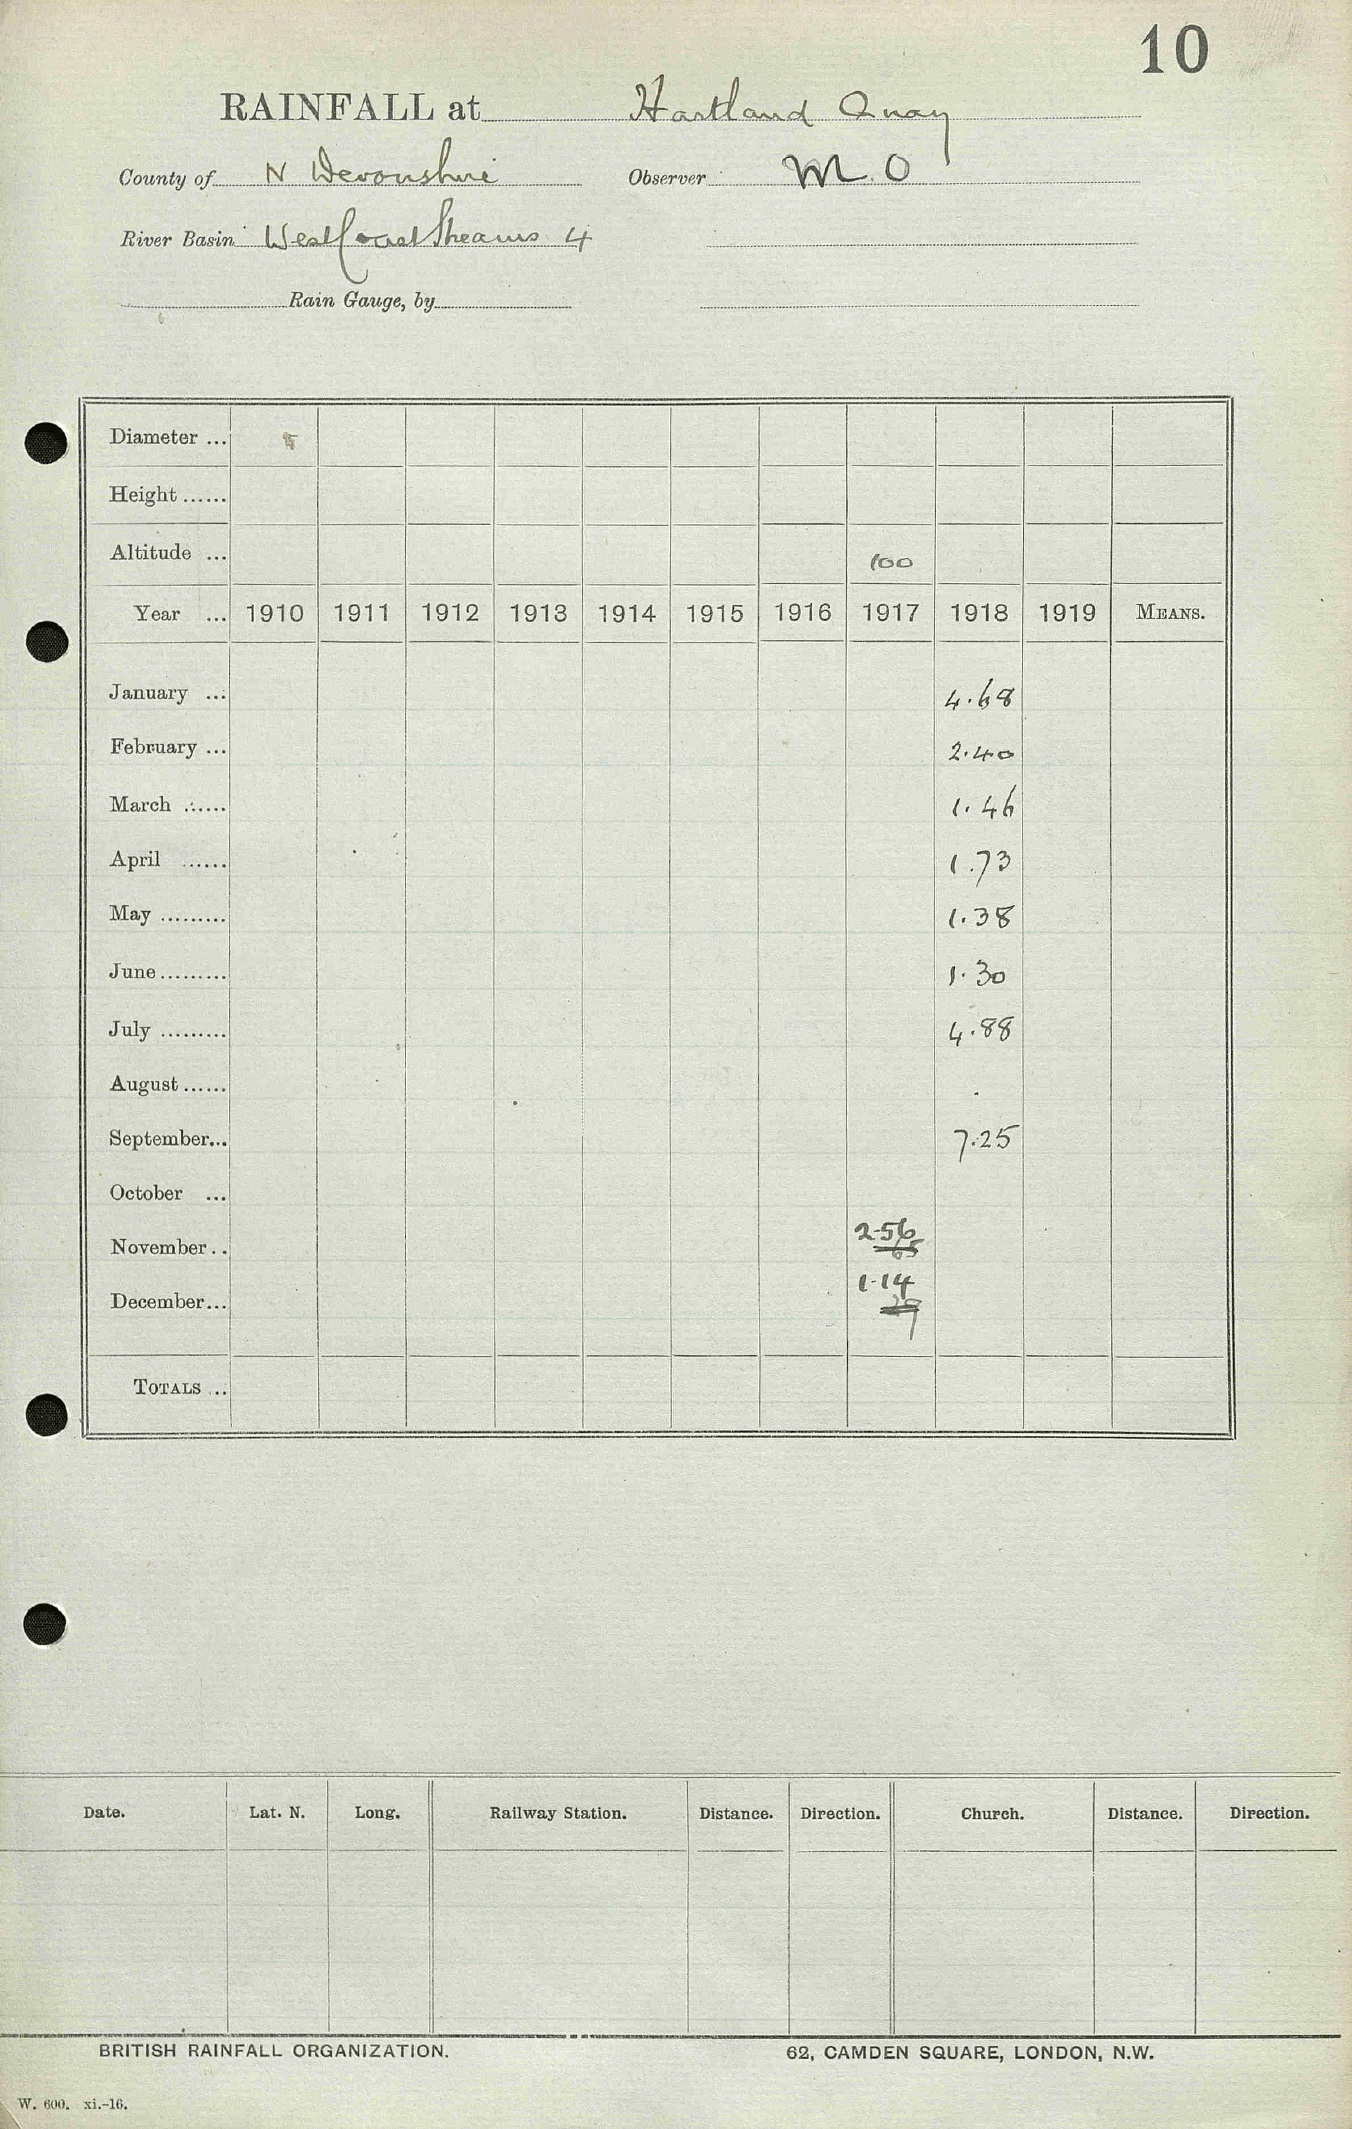 10
RAINFALL at Hartland Quay
County of N Devonshire Observer M. O
River Basin West Coast Streams 4
Rain Gauge, by
Diameter ...
Height ......
Altitude ... 100
Year ... 1910 1911 1912 1913 1914 1915 1916 1917 1918 1919 MEANS.
January ... 4.68
February ... 2.40
March ...... 1.46
April ...... 1.73
May ......... 1.38
June ......... 1.30
July ......... 4.88
August ...... .
September... 7.25
October ...
2.56
November .. 65
1.14
December... 29
TOTALS ...
Date. Lat. N. Long. Railway Station. Distance. Direction. Church. Distance. Direction.
BRITISH RAINFALL ORGANIZATION. 62, CAMDEN SQUARE, LONDON, N.W.
W. 600. xi.-16.